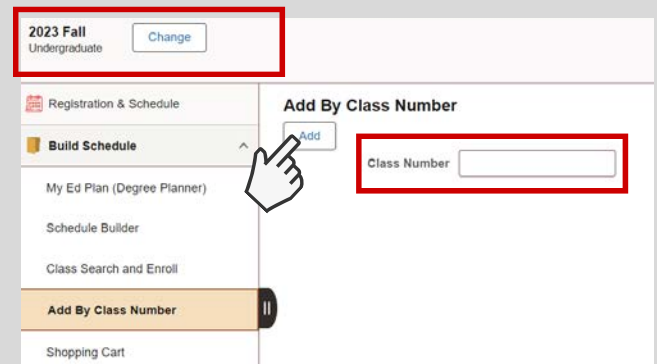 2023 Fall
Undergraduate
Change
Registration & Schedule
Build Schedule
My Ed Plan (Degree Planner)
Schedule Builder
Class Search and Enroll
Add By Class Number
Shopping Cart
Add By Class Number
Add
Class Number